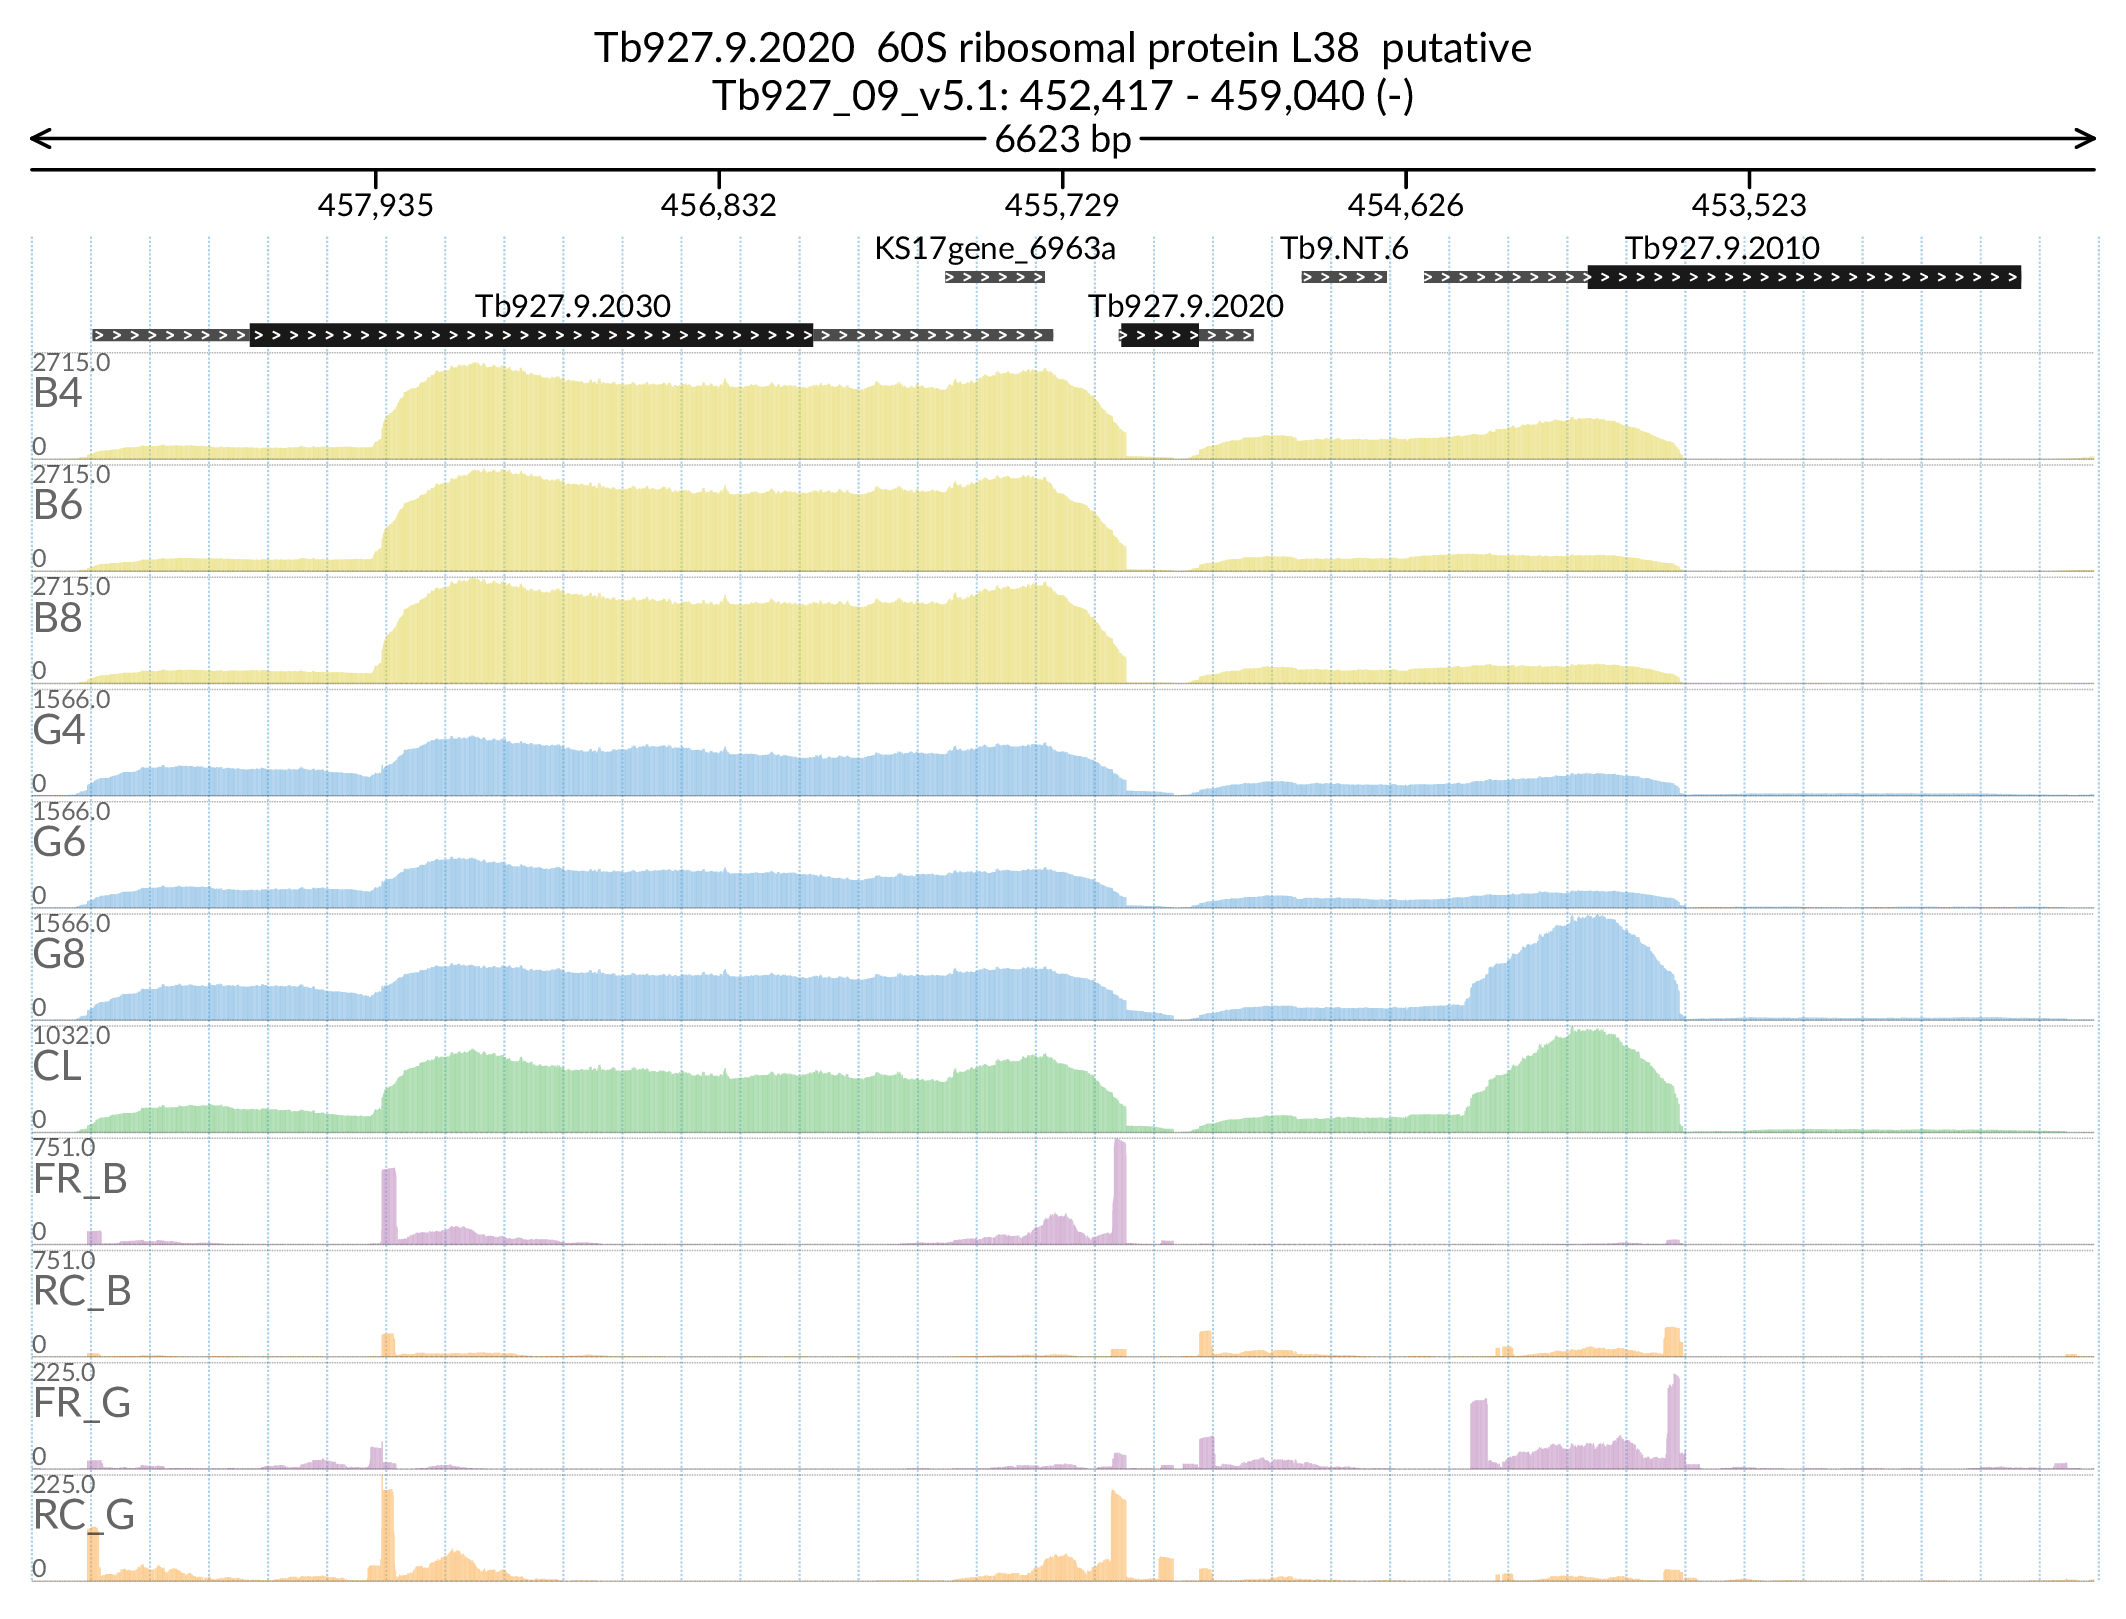 Tb927.9.2020  60S ribosomal protein L38  putative
Tb927_09_v5.1: 452,417 - 459,040 (-)
6623 bp
457,935 456,832 455,729 454,626 453,523
KS17gene_6963a Tb9.NT.6 Tb927.9.2010
Tb927.9.2030 Tb927.9.2020
2715.0
B4
0
2715.0
B6
0
2715.0
B8
0
1566.0
G4
0
1566.0
G6
0
1566.0
G8
0
1032.0
CL
0
751.0
FR_B
0
751.0
RC_B
0
225.0
FR_G
0
225.0
RC_G
0